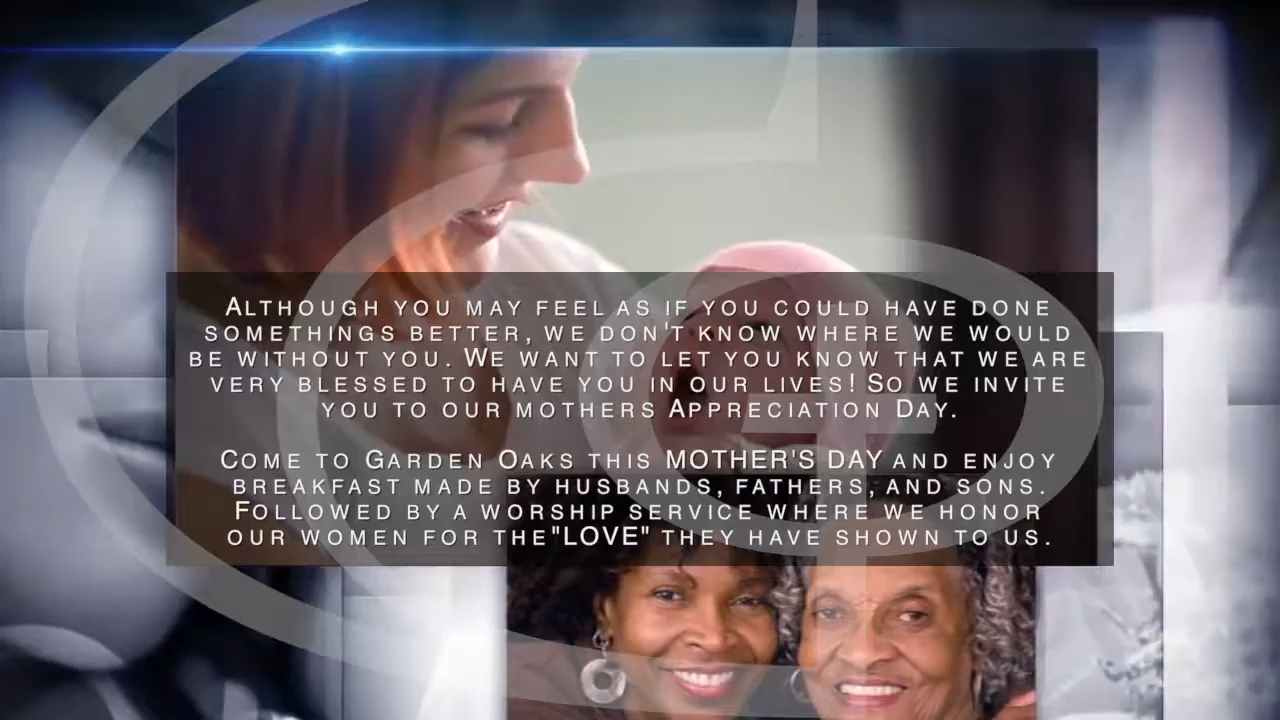 Although you may feel as if you could have done
somethings better, we don't know where we would
be without you. We want to let you know that we are
very blessed to have you in our lives! So we invite
you to our mothers Appreciation Day.
Come to Garden Oaks this MOTHER'S DAY and enjoy
breakfast made by husbands, fathers, and sons.
Followed by a worship service where we honor
our women for the"LOVE" they have shown to us.